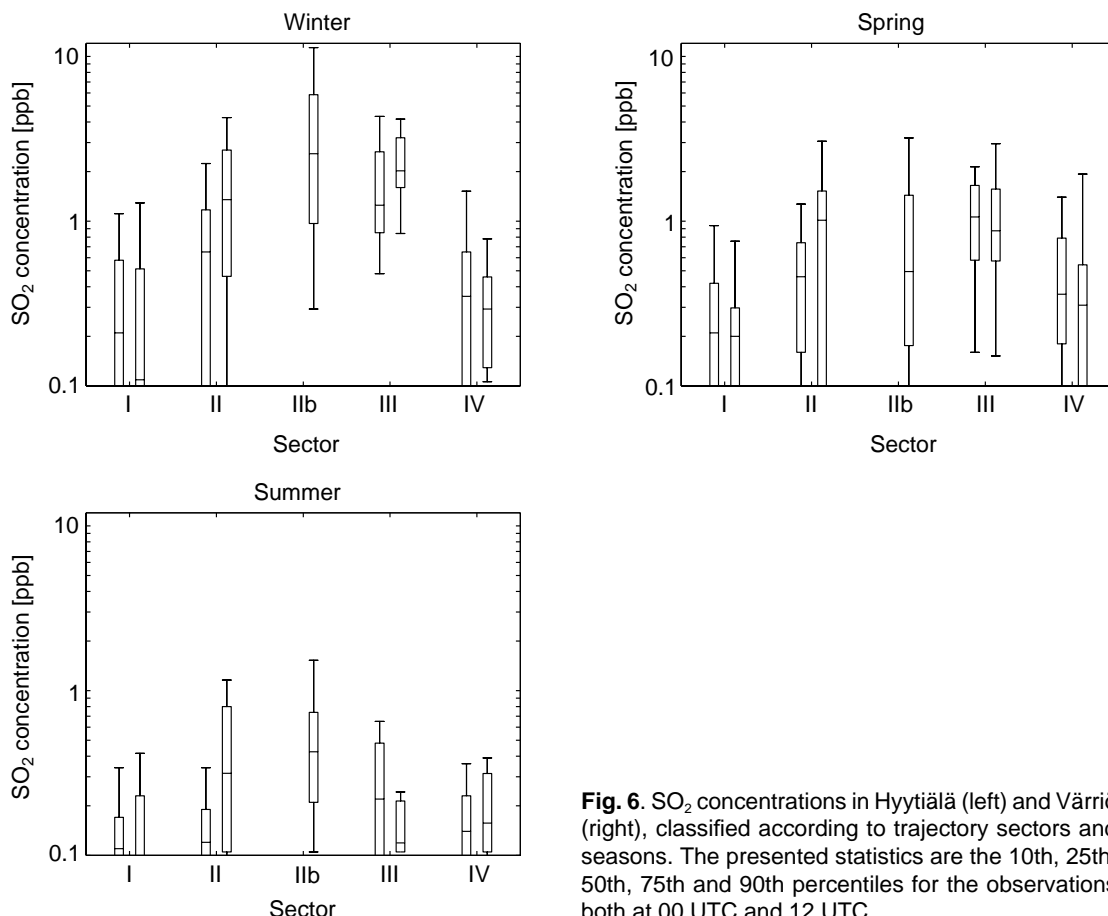 Winter
SO₂ concentration [ppb]
10
1
0.1
I II IIb III IV
Sector
Spring
SO₂ concentration [ppb]
10
1
0.1
I II IIb III IV
Sector
Summer
SO₂ concentration [ppb]
10
1
0.1
I II IIb III IV
Sector
Fig. 6. SO₂ concentrations in Hyytiälä (left) and Värriö
(right), classified according to trajectory sectors and
seasons. The presented statistics are the 10th, 25th
50th, 75th and 90th percentiles for the observations
both at 00 UTC and 12 UTC